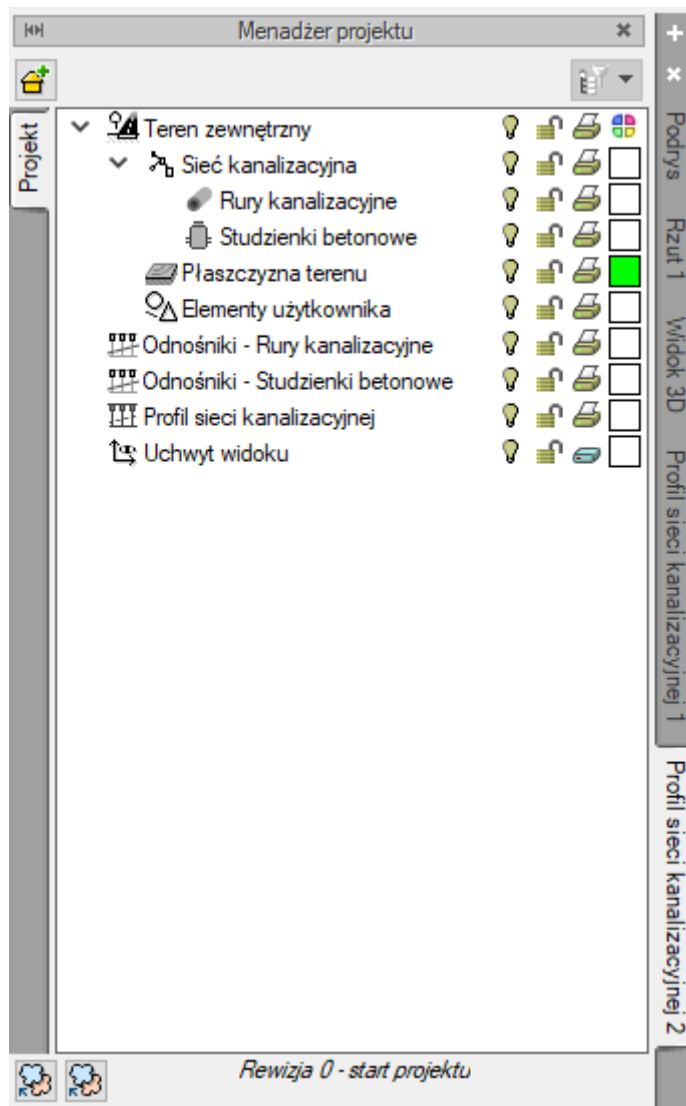 Menadżer projektu
Projekt
Teren zewnętrzny
Sieć kanalizacyjna
Rury kanalizacyjne
Studzienki betonowe
Płaszczyzna terenu
Elementy użytkownika
Odnośniki - Rury kanalizacyjne
Odnośniki - Studzienki betonowe
Profil sieci kanalizacyjnej
Uchwyt widoku
Rewizja 0 - start projektu
Podrys
Rzut 1
Widok 3D
Profil sieci kanalizacyjnej 1
Profil sieci kanalizacyjnej 2